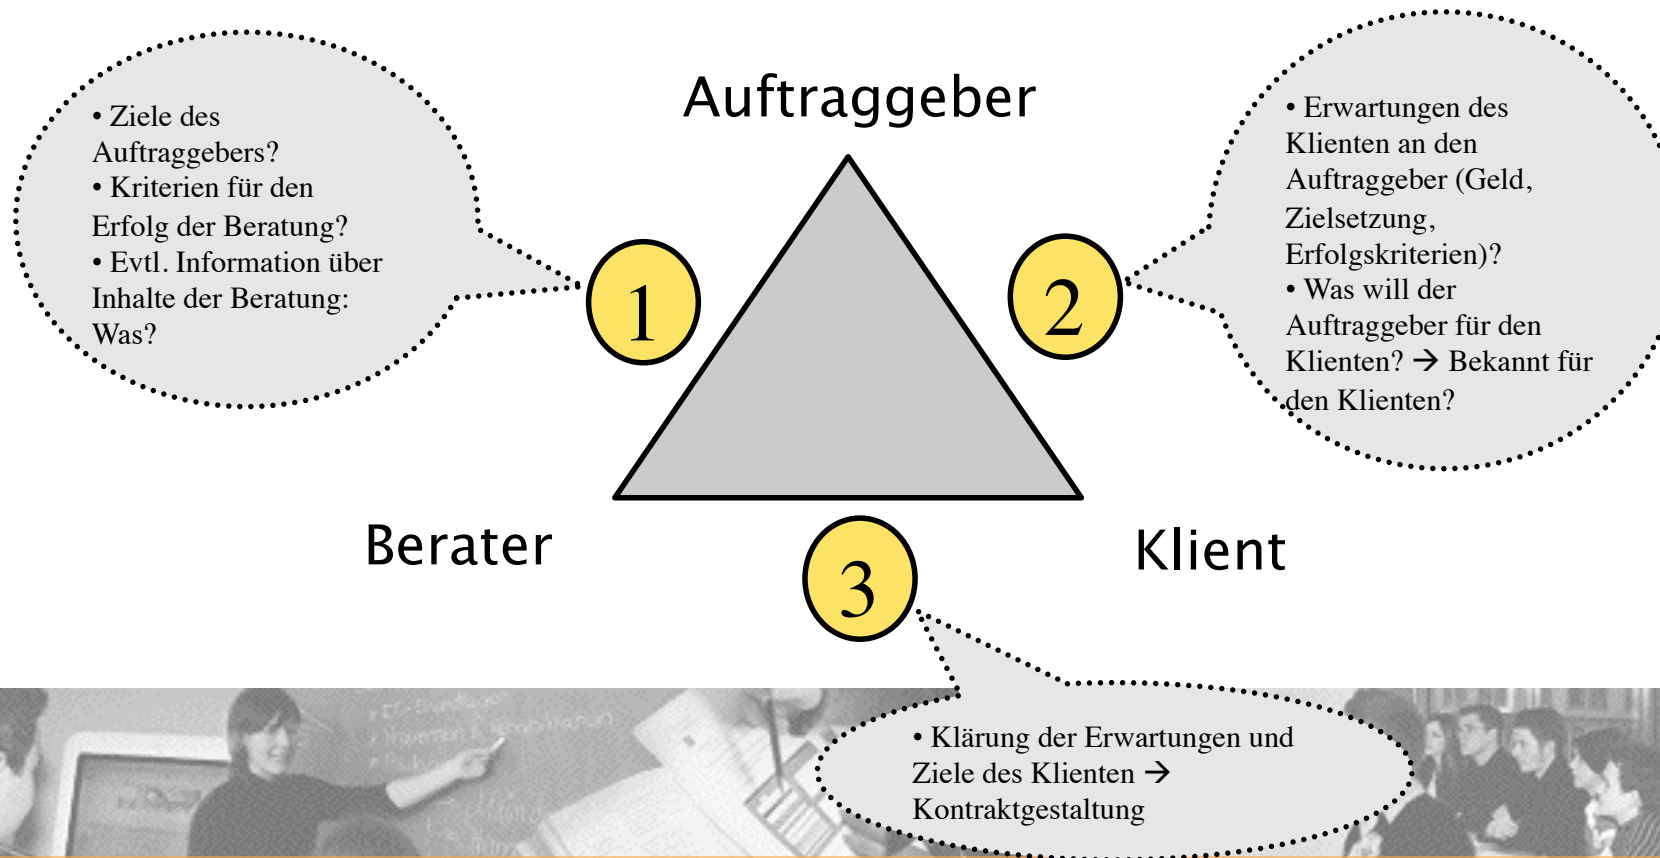 Auftraggeber
• Ziele des
Auftraggebers?
• Kriterien für den
Erfolg der Beratung?
• Evtl. Information über
Inhalte der Beratung:
Was?
1
2
• Erwartungen des
Klienten an den
Auftraggeber (Geld,
Zielsetzung,
Erfolgskriterien)?
• Was will der
Auftraggeber für den
Klienten? → Bekannt für
den Klienten?
Berater
3
Klient
• Klärung der Erwartungen und
Ziele des Klienten →
Kontraktgestaltung